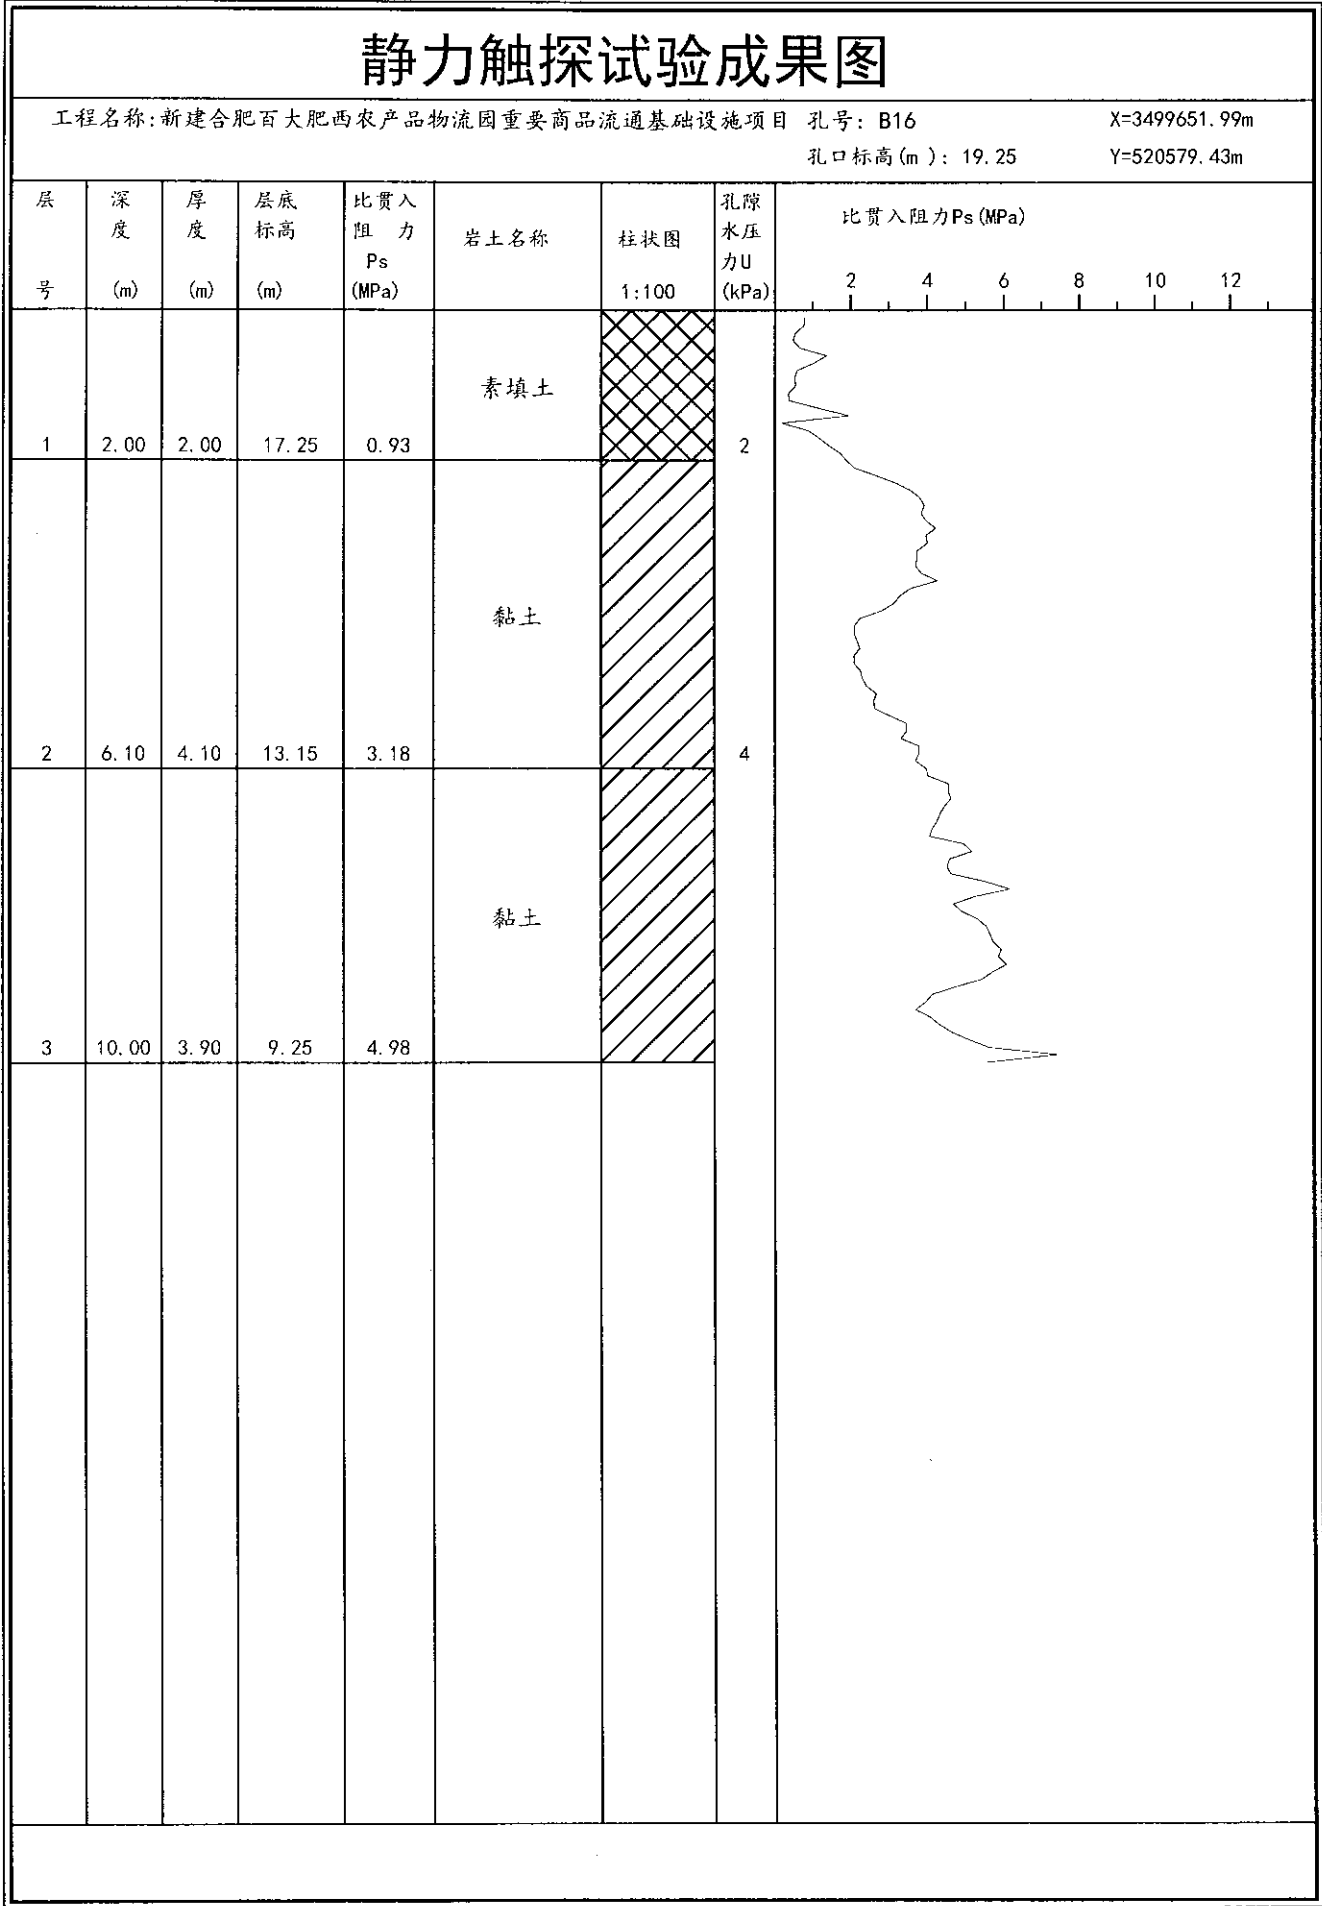 静力触探试验成果图
工程名称:新建合肥百大肥西农产品物流园重要商品流通基础设施项目 孔号: B16 X=3499651.99m
孔口标高(m ): 19.25 Y=520579.43m
层号 深度(m) 厚度(m) 层底标高(m) 比贯入阻力Ps(MPa) 岩土名称 柱状图1:100 孔隙水压力U(kPa) 比贯入阻力Ps(MPa)
2 4 6 8 10 12
素填土
1 2.00 2.00 17.25 0.93 2
黏土
2 6.10 4.10 13.15 3.18 4
黏土
3 10.00 3.90 9.25 4.98